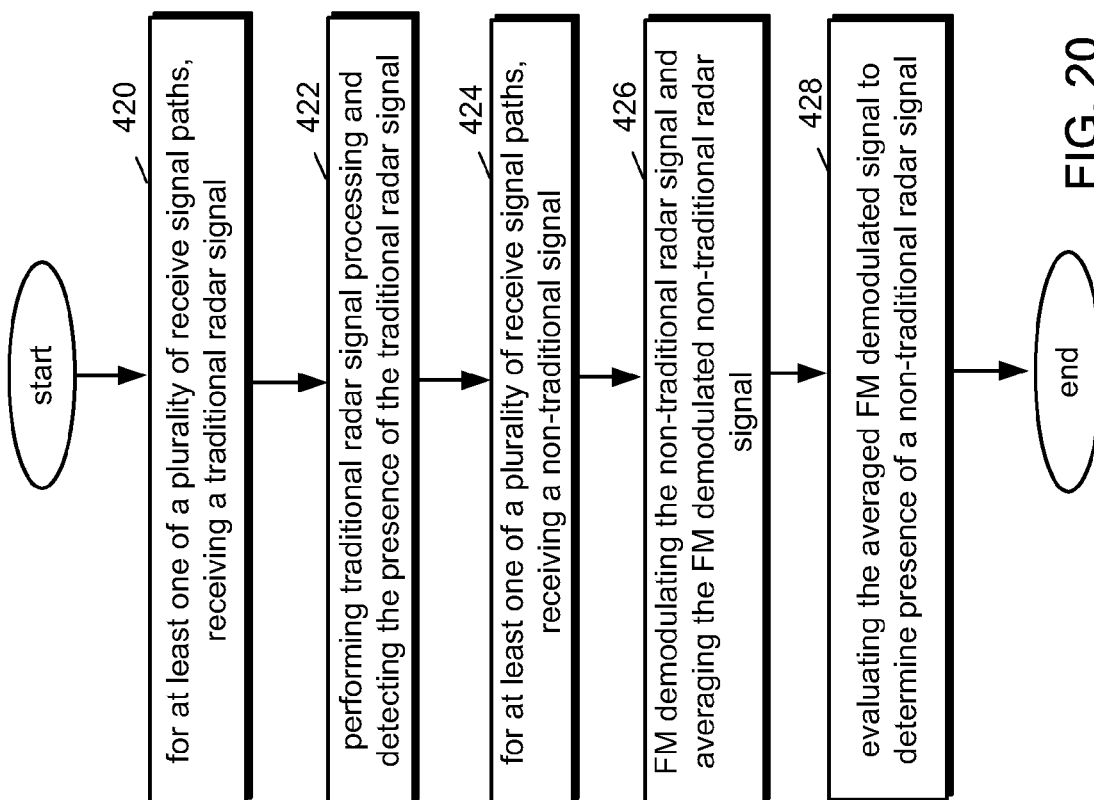 start
420
for at least one of a plurality of receive signal paths,
receiving a traditional radar signal
422
performing traditional radar signal processing and
detecting the presence of the traditional radar signal
424
for at least one of a plurality of receive signal paths,
receiving a non-traditional signal
426
FM demodulating the non-traditional radar signal and
averaging the FM demodulated non-traditional radar
signal
428
evaluating the averaged FM demodulated signal to
determine presence of a non-traditional radar signal
end
FIG. 20